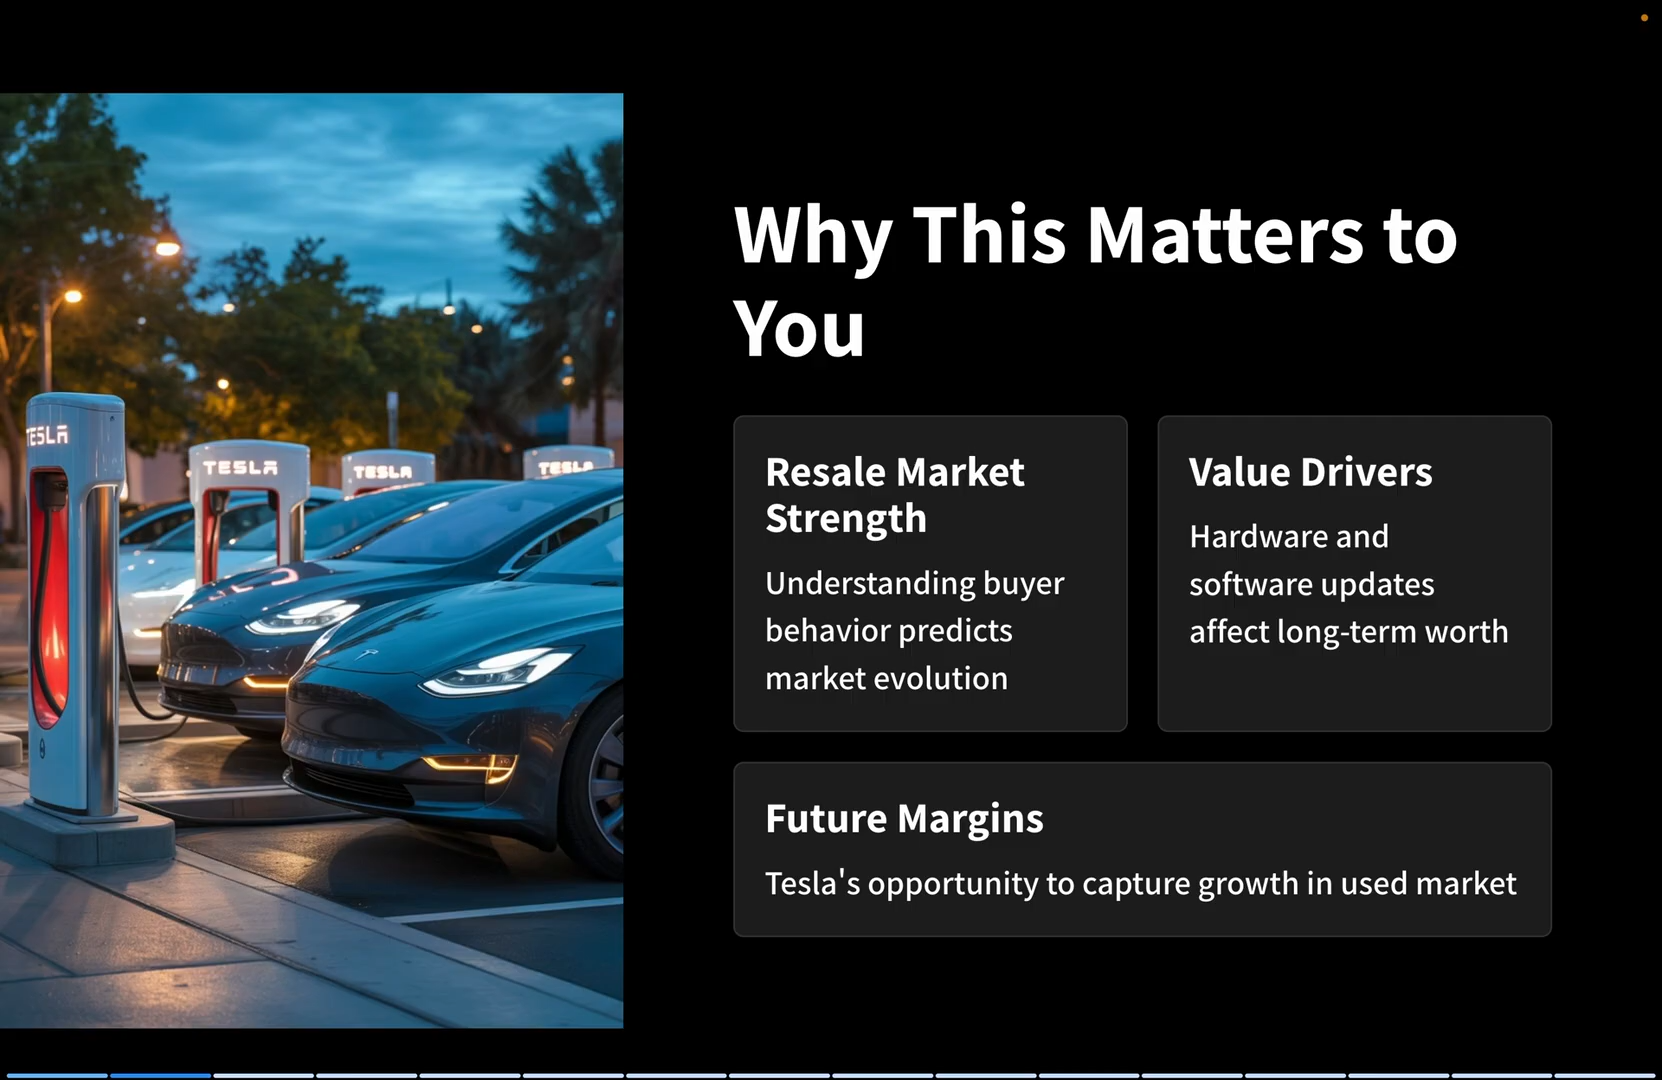 Why This Matters to
You
Resale Market
Strength
Understanding buyer
behavior predicts
market evolution
Value Drivers
Hardware and
software updates
affect long-term worth
Future Margins
Tesla's opportunity to capture growth in used market
TESLA
TESLA
TESLA
TESLA